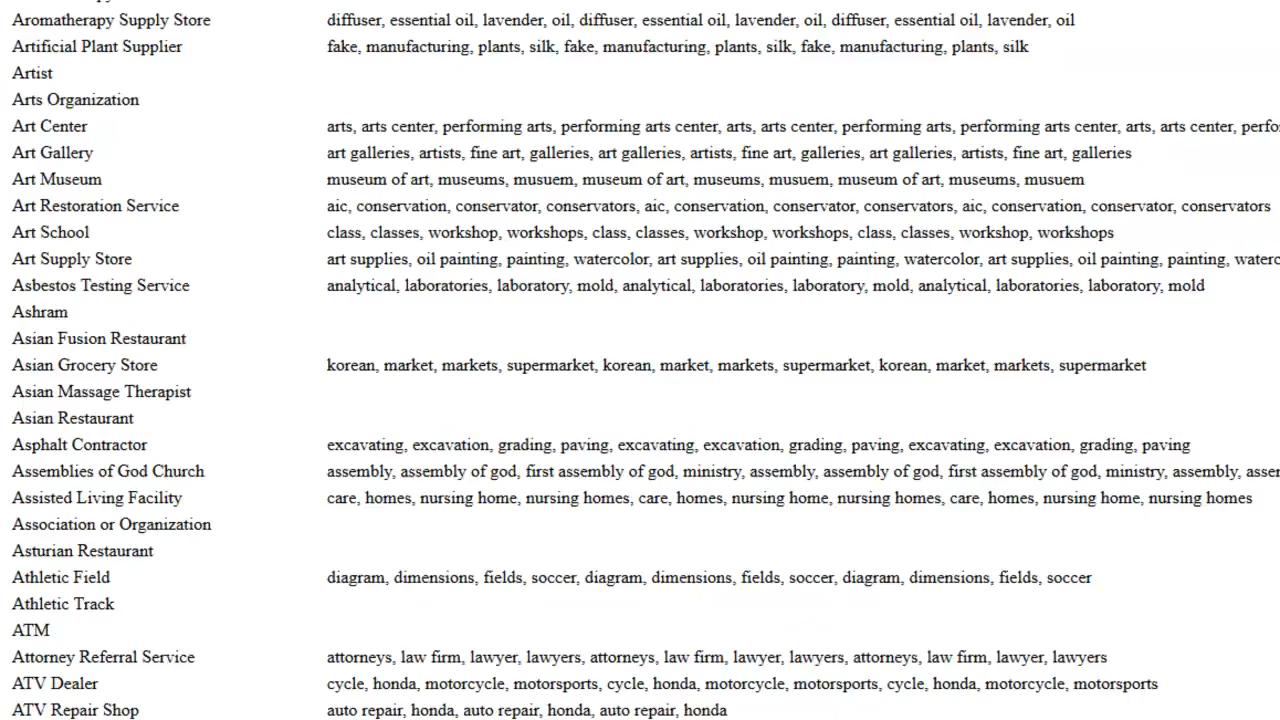 Aromatherapy Supply Store diffuser, essential oil, lavender, oil, diffuser, essential oil, lavender, oil, diffuser, essential oil, lavender, oil
Artificial Plant Supplier fake, manufacturing, plants, silk, fake, manufacturing, plants, silk, fake, manufacturing, plants, silk
Artist
Arts Organization
Art Center arts, arts center, performing arts, performing arts center, arts, arts center, performing arts, performing arts center, arts, arts center, perfo
Art Gallery art galleries, artists, fine art, galleries, art galleries, artists, fine art, galleries, art galleries, artists, fine art, galleries
Art Museum museum of art, museums, musuem, museum of art, museums, musuem, museum of art, museums, musuem
Art Restoration Service aic, conservation, conservator, conservators, aic, conservation, conservator, conservators, aic, conservation, conservator, conservators
Art School class, classes, workshop, workshops, class, classes, workshop, workshops, class, classes, workshop, workshops
Art Supply Store art supplies, oil painting, painting, watercolor, art supplies, oil painting, painting, watercolor, art supplies, oil painting, painting, waterc
Asbestos Testing Service analytical, laboratories, laboratory, mold, analytical, laboratories, laboratory, mold, analytical, laboratories, laboratory, mold
Ashram
Asian Fusion Restaurant
Asian Grocery Store korean, market, markets, supermarket, korean, market, markets, supermarket, korean, market, markets, supermarket
Asian Massage Therapist
Asian Restaurant
Asphalt Contractor excavating, excavation, grading, paving, excavating, excavation, grading, paving, excavating, excavation, grading, paving
Assemblies of God Church assembly, assembly of god, first assembly of god, ministry, assembly, assembly of god, first assembly of god, ministry, assembly, asse
Assisted Living Facility care, homes, nursing home, nursing homes, care, homes, nursing home, nursing homes, care, homes, nursing home, nursing homes
Association or Organization
Asturian Restaurant
Athletic Field diagram, dimensions, fields, soccer, diagram, dimensions, fields, soccer, diagram, dimensions, fields, soccer
Athletic Track
ATM
Attorney Referral Service attorneys, law firm, lawyer, lawyers, attorneys, law firm, lawyer, lawyers, attorneys, law firm, lawyer, lawyers
ATV Dealer cycle, honda, motorcycle, motorsports, cycle, honda, motorcycle, motorsports, cycle, honda, motorcycle, motorsports
ATV Repair Shop auto repair, honda, auto repair, honda, auto repair, honda